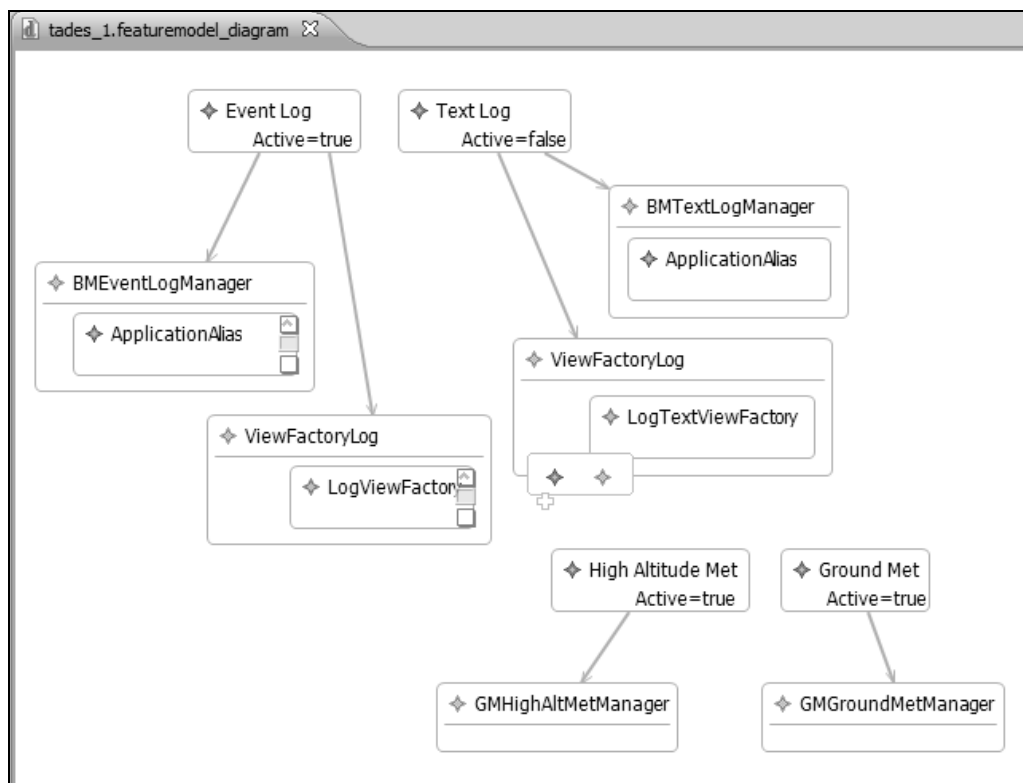 tades_1.featuremodel_diagram
Event Log
Active=true
Text Log
Active=false
BMTextLogManager
ApplicationAlias
BMEventLogManager
ApplicationAlias
ViewFactoryLog
LogTextViewFactory
ViewFactoryLog
LogViewFactory
High Altitude Met
Active=true
Ground Met
Active=true
GMHighAltMetManager
GMGroundMetManager